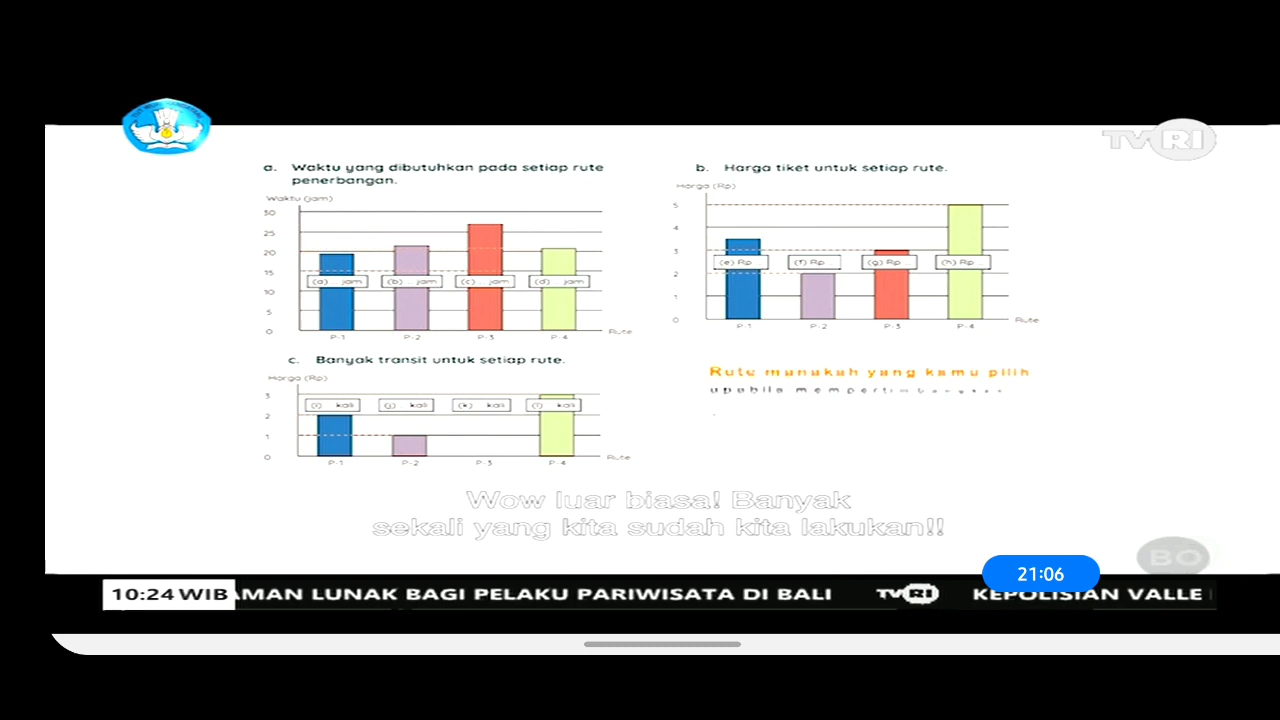 TVRI
a. Waktu yang dibutuhkan pada setiap rute
penerbangan.
Waktu (jam)
30
25
20
15
10
5
0
(a) ... jam
(b) ... jam
(c) ... jam
(d) ... jam
P-1
P-2
P-3
P-4
Rute
b. Harga tiket untuk setiap rute.
Harga (Rp)
5
4
3
2
1
0
(e) Rp ...
(f) Rp ...
(g) Rp ...
(h) Rp ...
P-1
P-2
P-3
P-4
Rute
c. Banyak transit untuk setiap rute.
Harga (Rp)
3
2
1
0
(i) ... kali
(j) ... kali
(k) ... kali
(l) ... kali
P-1
P-2
P-3
P-4
Rute
Rute manakah yang kamu pilih
apabila mempertimbangkan
Wow luar biasa! Banyak
sekali yang kita sudah kita lakukan!!
BO
21:06
10:24 WIB AMAN LUNAK BAGI PELAKU PARIWISATA DI BALI TVRI KEPOLISIAN VALLE